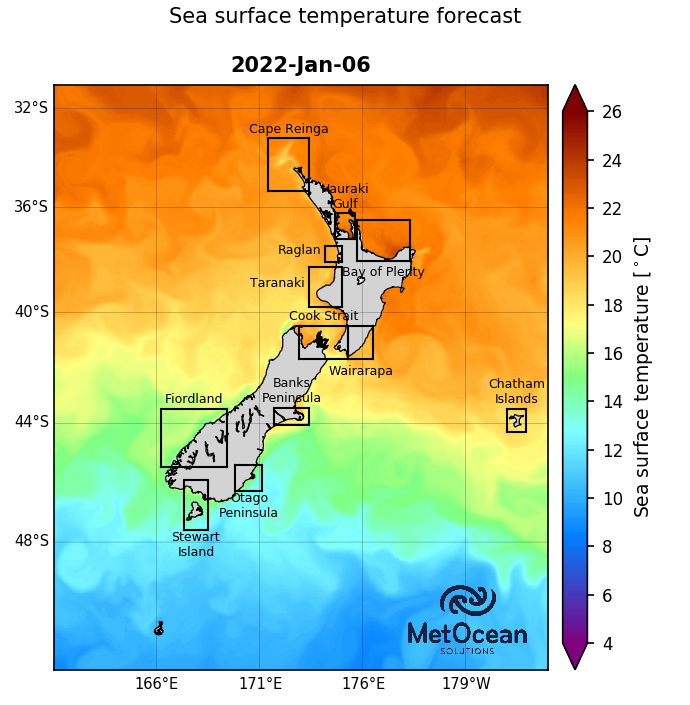 Sea surface temperature forecast
2022-Jan-06
32°S
36°S
40°S
44°S
48°S
166°E
171°E
176°E
179°W
Cape Reinga
Hauraki
Gulf
Raglan
Bay of Plenty
Taranaki
Cook Strait
Wairarapa
Banks
Peninsula
Fiordland
Chatham
Islands
Otago
Peninsula
Stewart
Island
MetOcean
SOLUTIONS
26
24
22
20
18
16
14
12
10
8
6
4
Sea surface temperature [°C]